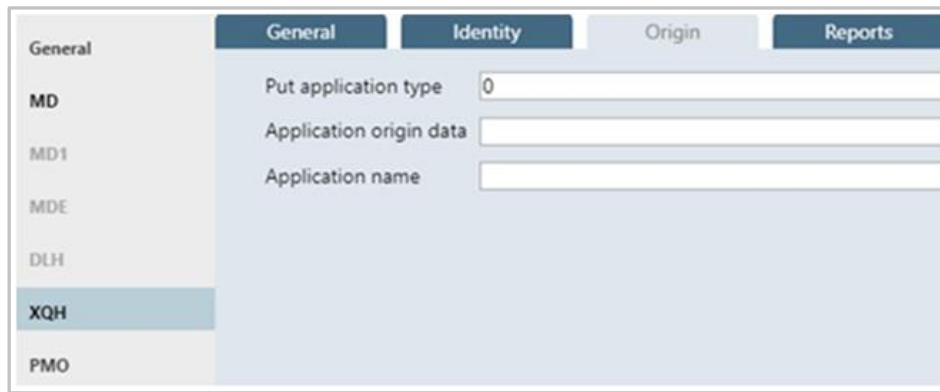 General
MD
MD1
MDE
DLH
XQH
PMO
General Identity Origin Reports
Put application type 0
Application origin data
Application name